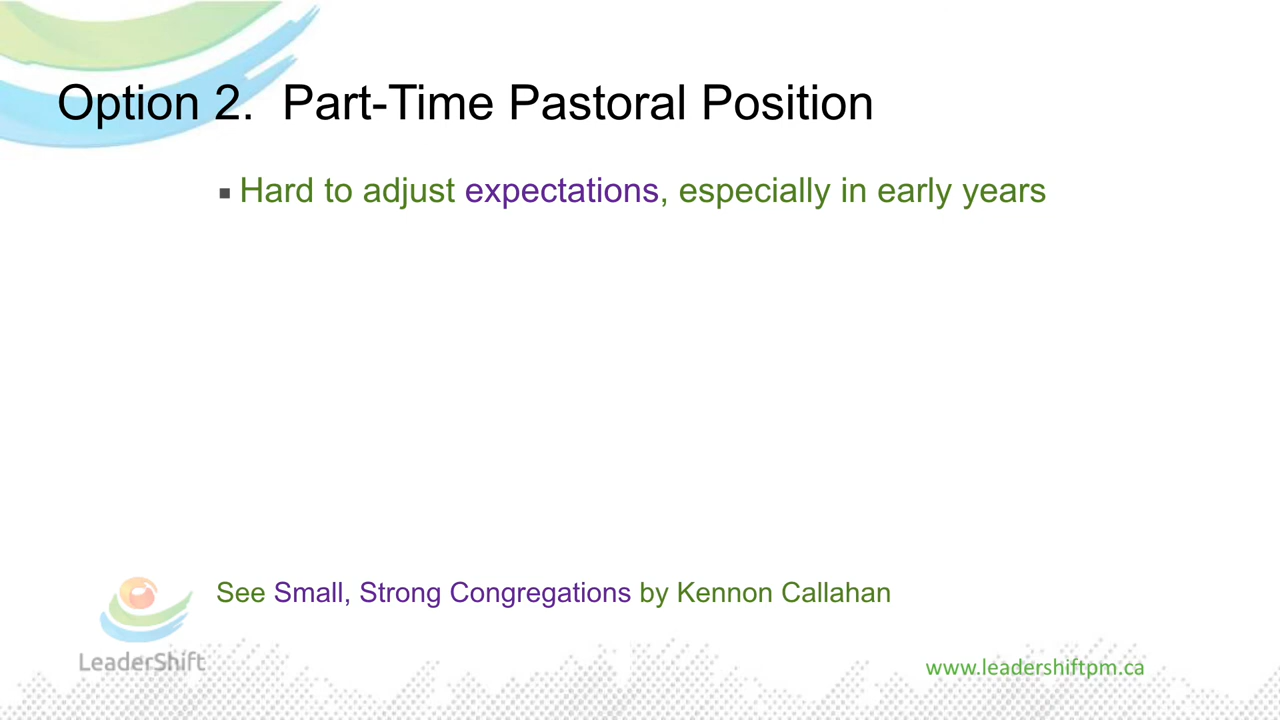 Option 2.  Part-Time Pastoral Position
▪ Hard to adjust expectations, especially in early years
See Small, Strong Congregations by Kennon Callahan
LeaderShift
www.leadershiftpm.ca